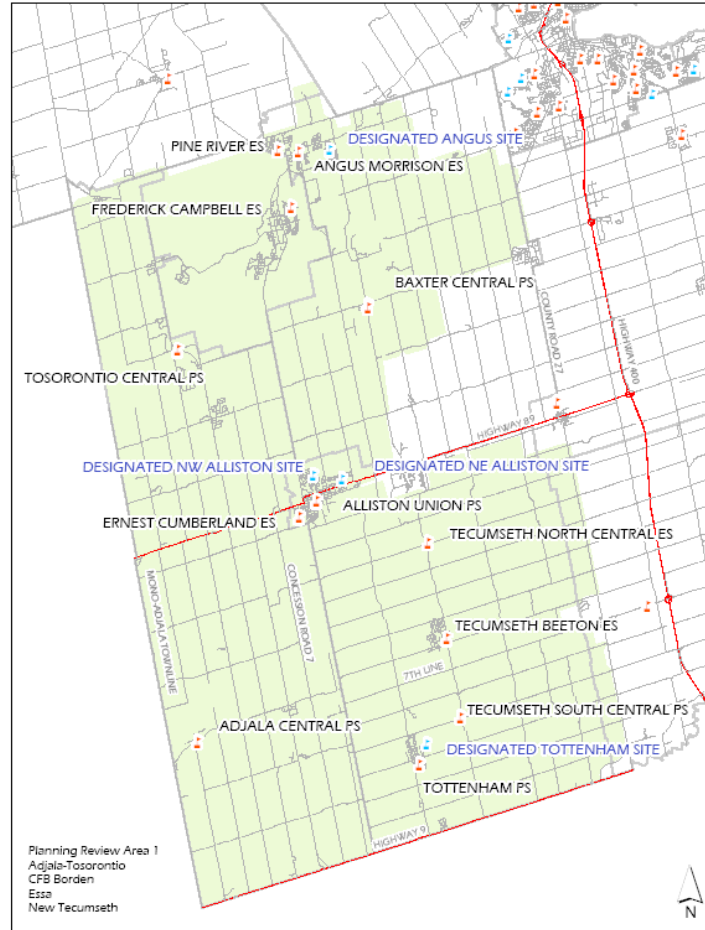 PINE RIVER ES
DESIGNATED ANGUS SITE
ANGUS MORRISON ES
FREDERICK CAMPBELL ES
BAXTER CENTRAL PS
COUNTY ROAD 27
HIGHWAY 400
TOSORONTIO CENTRAL PS
HIGHWAY 89
DESIGNATED NW ALLISTON SITE
DESIGNATED NE ALLISTON SITE
ALLISTON UNION PS
ERNEST CUMBERLAND ES
TECUMSETH NORTH CENTRAL ES
MONO-ADJALA TOWNLINE
CONCESSION ROAD 7
TECUMSETH BEETON ES
7TH LINE
TECUMSETH SOUTH CENTRAL PS
ADJALA CENTRAL PS
DESIGNATED TOTTENHAM SITE
TOTTENHAM PS
HIGHWAY 9
Planning Review Area 1
Adjala-Tosorontio
CFB Borden
Essa
New Tecumseth
N